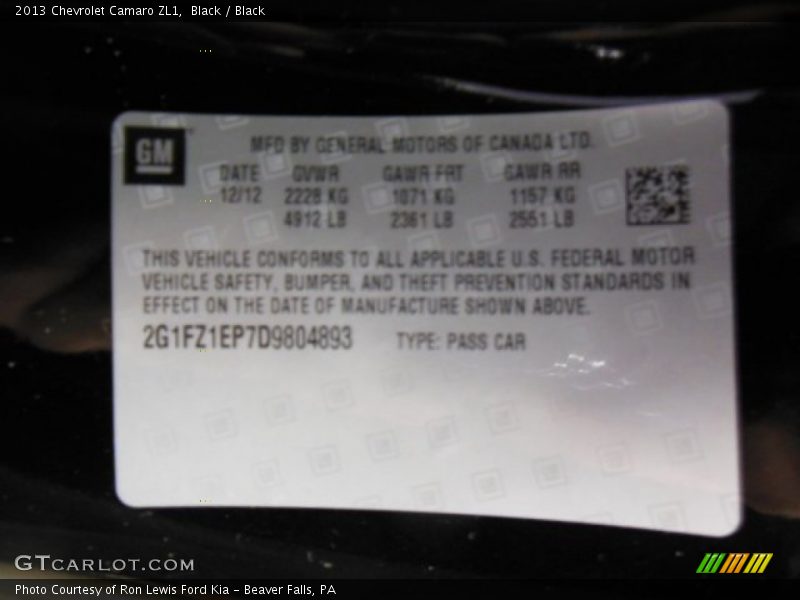 2013 Chevrolet Camaro ZL1, Black / Black
GM
MFD BY GENERAL MOTORS OF CANADA LTD.
DATE GVWR GAWR FRT GAWR RR
12/12 2228 KG 1071 KG 1157 KG
4912 LB 2361 LB 2551 LB
THIS VEHICLE CONFORMS TO ALL APPLICABLE U.S. FEDERAL MOTOR
VEHICLE SAFETY, BUMPER, AND THEFT PREVENTION STANDARDS IN
EFFECT ON THE DATE OF MANUFACTURE SHOWN ABOVE.
2G1FZ1EP7D9804893 TYPE: PASS CAR
GTCARLOT.COM
Photo Courtesy of Ron Lewis Ford Kia - Beaver Falls, PA